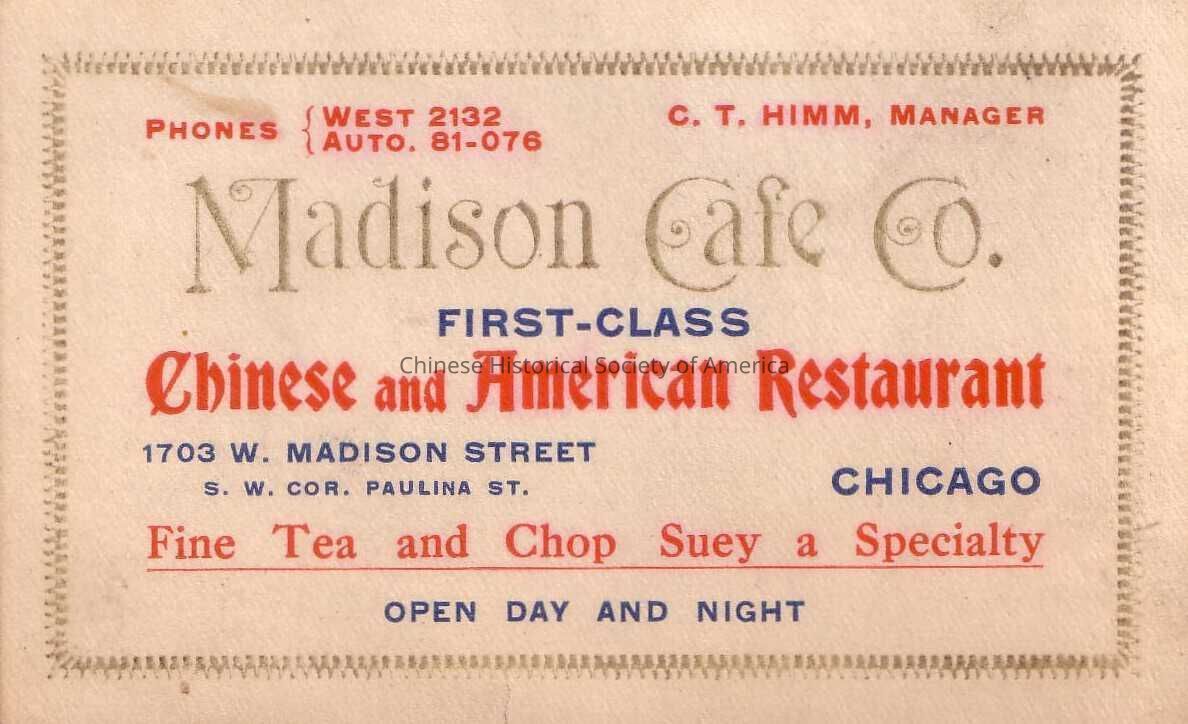 PHONES { WEST 2132
AUTO. 81-076
C. T. HIMM, MANAGER
Madison Cafe Co.
FIRST-CLASS
Chinese and American Restaurant
Chinese Historical Society of America
1703 W. MADISON STREET
S. W. COR. PAULINA ST.
CHICAGO
Fine Tea and Chop Suey a Specialty
OPEN DAY AND NIGHT